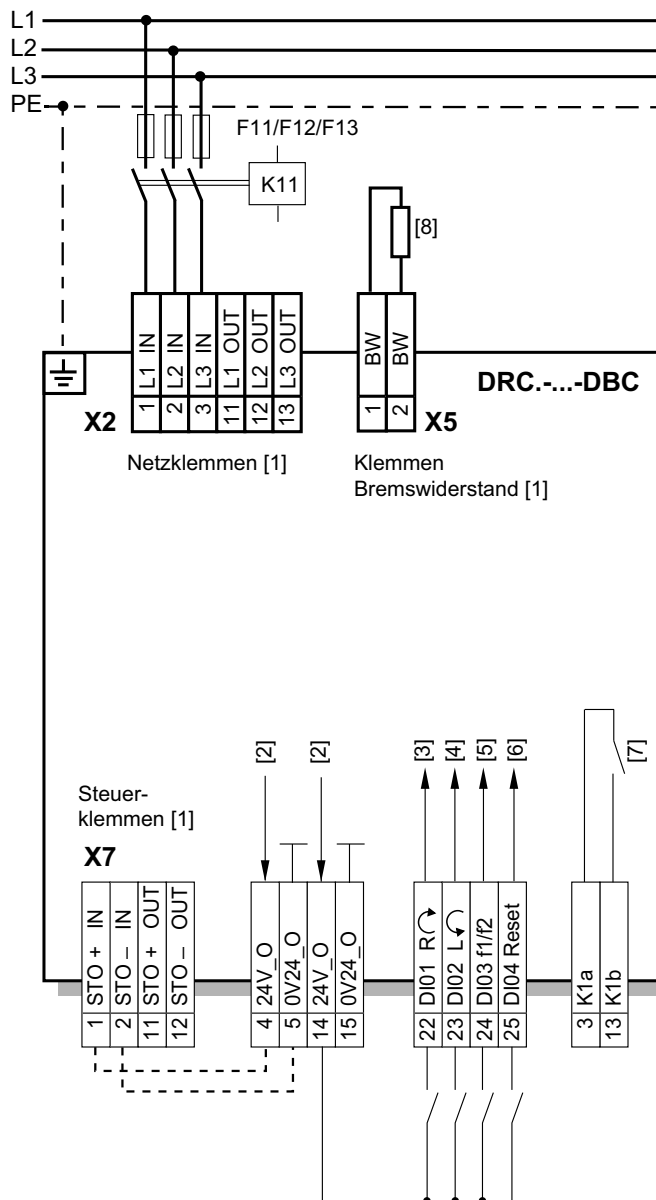 L1
L2
L3
PE
F11/F12/F13
K11
[8]
1 L1 IN
2 L2 IN
3 L3 IN
11 L1 OUT
12 L2 OUT
13 L3 OUT
1 BW
2 BW
DRC.-...-DBC
X2
X5
Netzklemmen [1]
Klemmen
Bremswiderstand [1]
[2]
[2]
[3]
[4]
[5]
[6]
[7]
Steuer-
klemmen [1]
X7
1 STO + IN
2 STO – IN
11 STO + OUT
12 STO – OUT
4 24V_O
5 0V24_O
14 24V_O
15 0V24_O
22 DI01 R
23 DI02 L
24 DI03 f1/f2
25 DI04 Reset
3 K1a
13 K1b